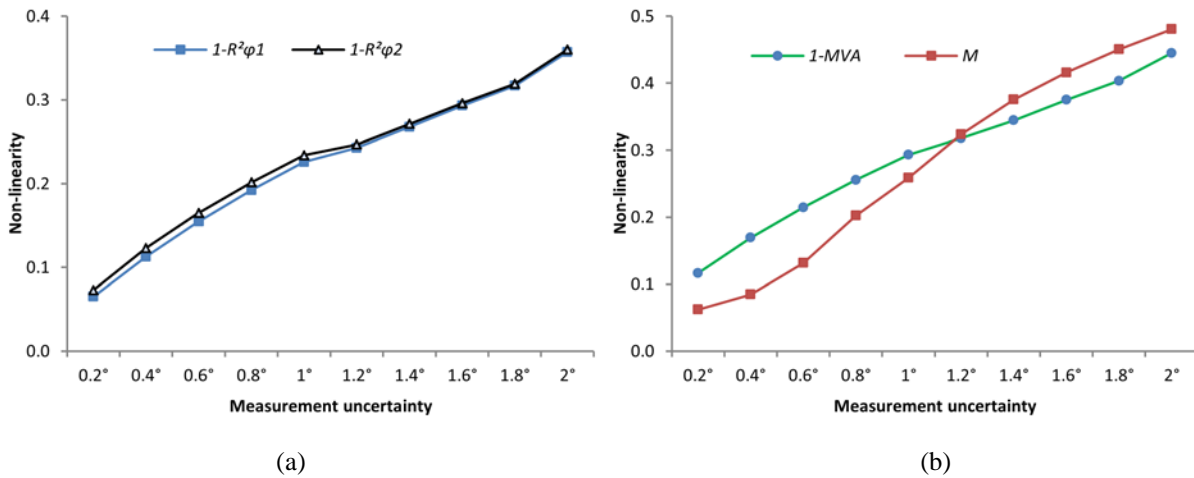 0.4
0.3
0.2
0.1
0.0
Non-linearity
1-R²φ1
1-R²φ2
0.2° 0.4° 0.6° 0.8° 1° 1.2° 1.4° 1.6° 1.8° 2°
Measurement uncertainty
(a)
0.5
0.4
0.3
0.2
0.1
0.0
Non-linearity
1-MVA
M
0.2° 0.4° 0.6° 0.8° 1° 1.2° 1.4° 1.6° 1.8° 2°
Measurement uncertainty
(b)